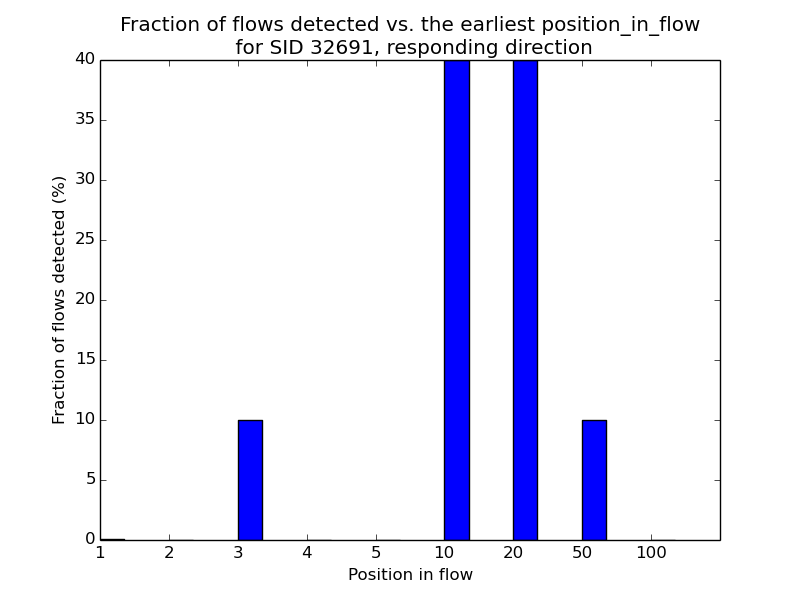 Fraction of flows detected vs. the earliest position_in_flow
for SID 32691, responding direction
40
35
30
25
20
15
10
5
0
Fraction of flows detected (%)
1 2 3 4 5 10 20 50 100
Position in flow